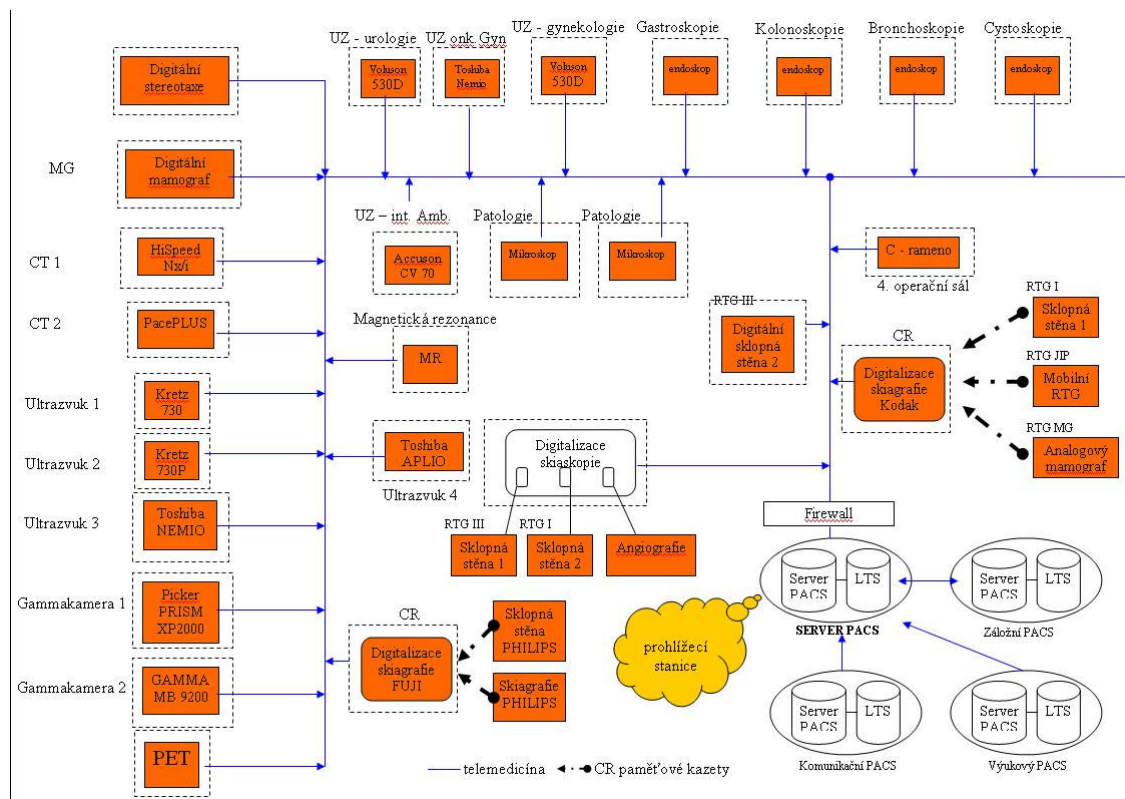 UZ - urologie
UZ onk. Gyn
UZ - gynekologie
Gastroskopie
Kolonoskopie
Bronchoskopie
Cystoskopie
Digitální
stereotaxe
Voluson
530D
Toshiba
Nemio
Voluson
530D
endoskop
endoskop
endoskop
endoskop
MG
Digitální
mamograf
UZ – int. Amb.
Patologie
Patologie
CT 1
HiSpeed
Nx/i
Accuson
CV 70
Mikroskop
Mikroskop
C - rameno
4. operační sál
CT 2
PacePLUS
Magnetická rezonance
MR
RTG III
Digitální
sklopná
stěna 2
CR
Digitalizace
skiagrafie
Kodak
RTG I
Sklopná
stěna 1
RTG JIP
Mobilní
RTG
RTG MG
Analogový
mamograf
Ultrazvuk 1
Kretz
730
Ultrazvuk 2
Kretz
730P
Toshiba
APLIO
Ultrazvuk 4
Digitalizace
skiaskopie
Ultrazvuk 3
Toshiba
NEMIO
RTG III
Sklopná
stěna 1
RTG I
Sklopná
stěna 2
Angiografie
Firewall
Server
PACS
LTS
SERVER PACS
Server
PACS
LTS
Záložní PACS
Gammakamera 1
Picker
PRISM
XP2000
CR
Digitalizace
skiagrafie
FUJI
Sklopná
stěna
PHILIPS
Skiagrafie
PHILIPS
prohlížecí
stanice
Gammakamera 2
GAMMA
MB 9200
Server
PACS
LTS
Komunikační PACS
Server
PACS
LTS
Výukový PACS
PET
telemedicína
CR paměťové kazety